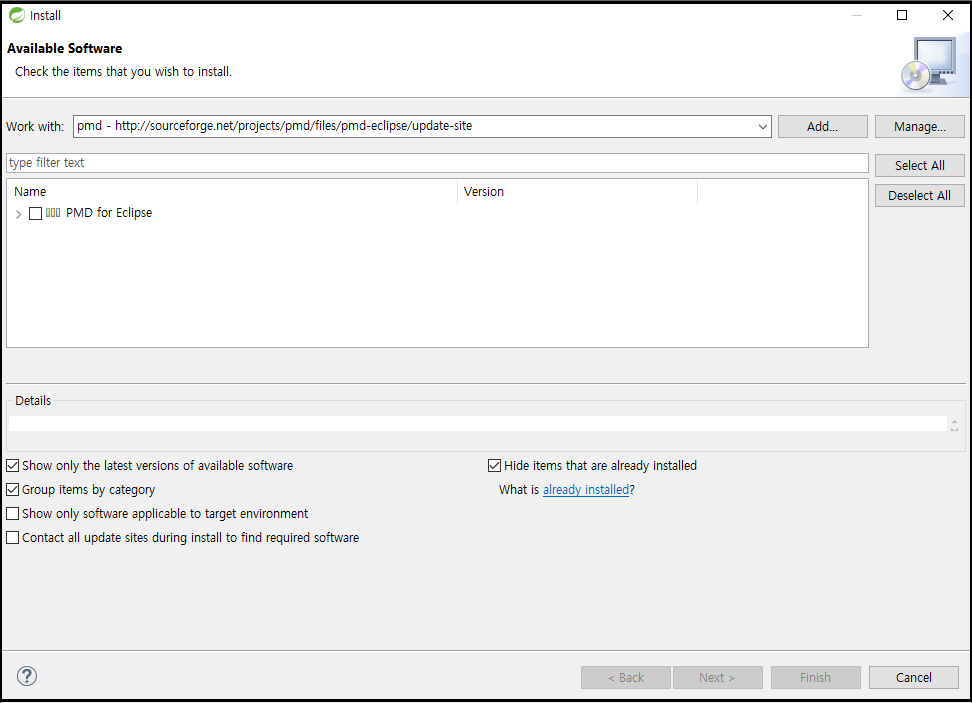 Install
Available Software
Check the items that you wish to install.
Work with: pmd - http://sourceforge.net/projects/pmd/files/pmd-eclipse/update-site Add... Manage...
type filter text Select All
Name Version Deselect All
PMD for Eclipse
Details
Show only the latest versions of available software Hide items that are already installed
Group items by category What is already installed?
Show only software applicable to target environment
Contact all update sites during install to find required software
? < Back Next > Finish Cancel